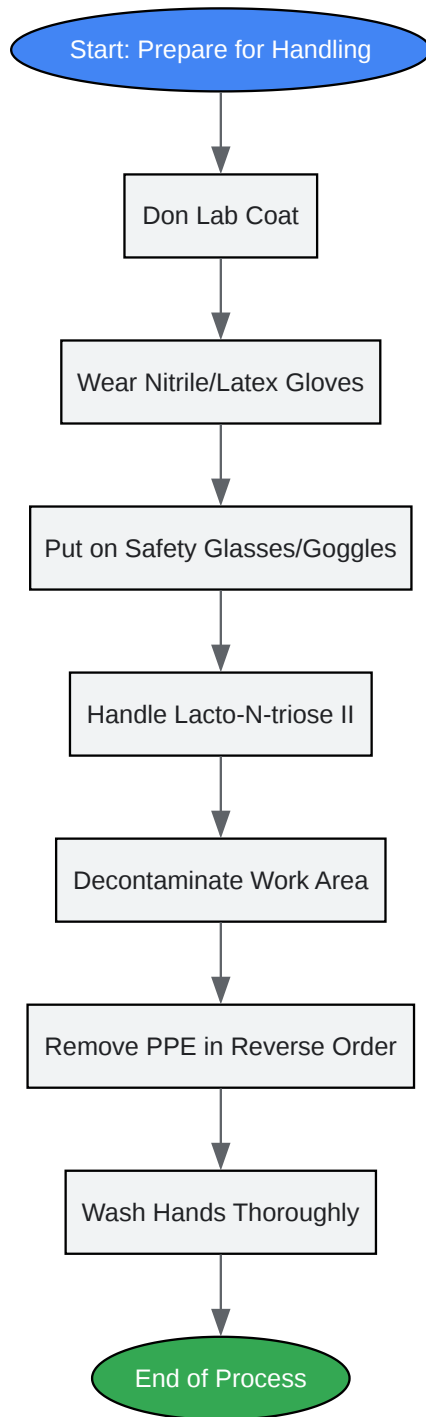 Start: Prepare for Handling
Don Lab Coat
Wear Nitrile/Latex Gloves
Put on Safety Glasses/Goggles
Handle Lacto-N-triose II
Decontaminate Work Area
Remove PPE in Reverse Order
Wash Hands Thoroughly
End of Process